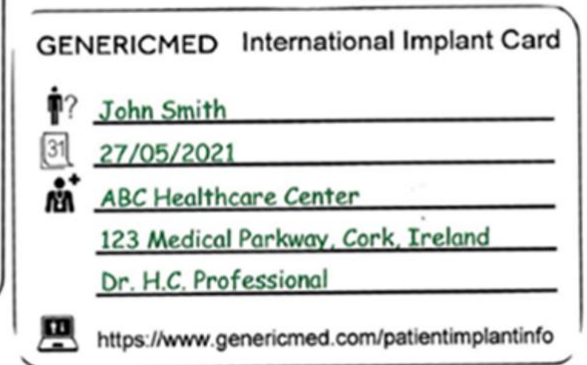 GENERICMED International Implant Card
?
John Smith
31
27/05/2021
ABC Healthcare Center
123 Medical Parkway, Cork, Ireland
Dr. H.C. Professional
https://www.genericmed.com/patientimplantinfo